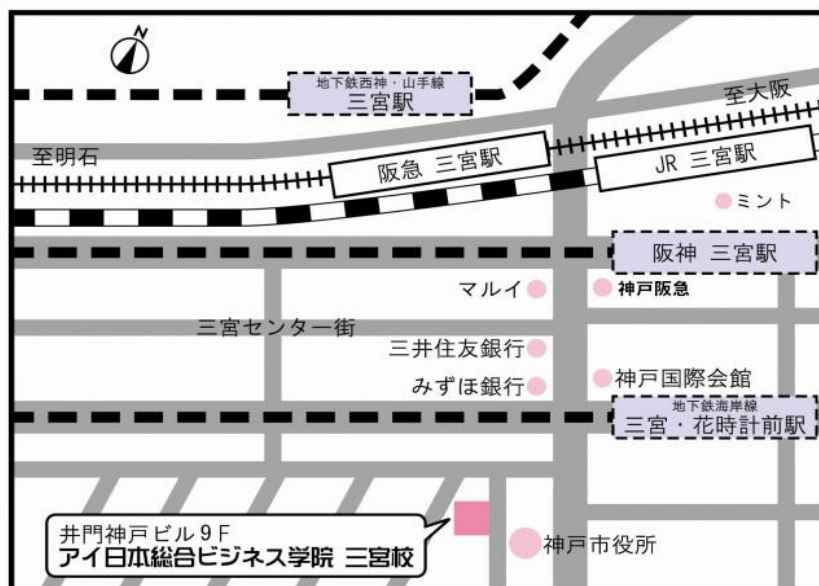 N
地下鉄西神・山手線
三宮駅
至大阪
至明石
阪急 三宮駅
JR 三宮駅
ミント
阪神 三宮駅
マルイ
神戸阪急
三宮センター街
三井住友銀行
みずほ銀行
神戸国際会館
地下鉄海岸線
三宮・花時計前駅
井門神戸ビル9F
アイ日本総合ビジネス学院 三宮校
神戸市役所